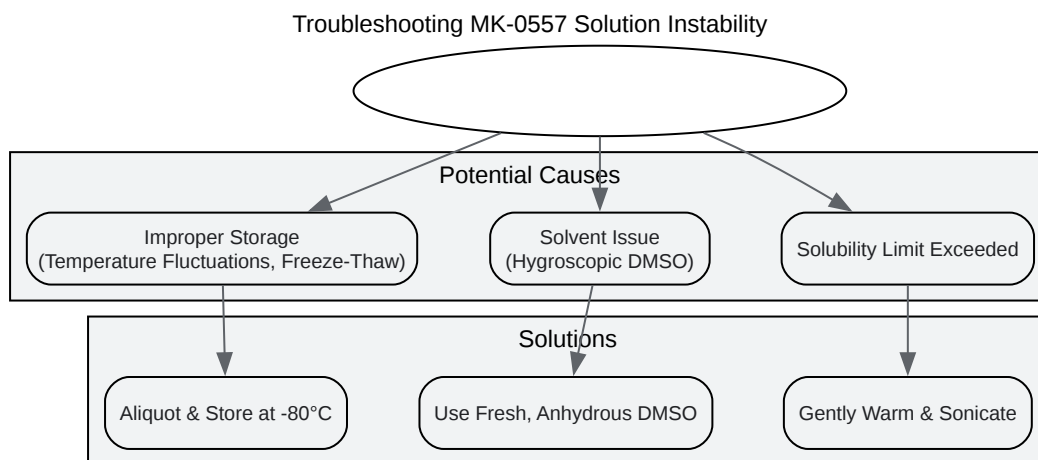 Troubleshooting MK-0557 Solution Instability
Potential Causes
Improper Storage
(Temperature Fluctuations, Freeze-Thaw)
Solvent Issue
(Hygroscopic DMSO)
Solubility Limit Exceeded
Solutions
Aliquot & Store at -80°C
Use Fresh, Anhydrous DMSO
Gently Warm & Sonicate